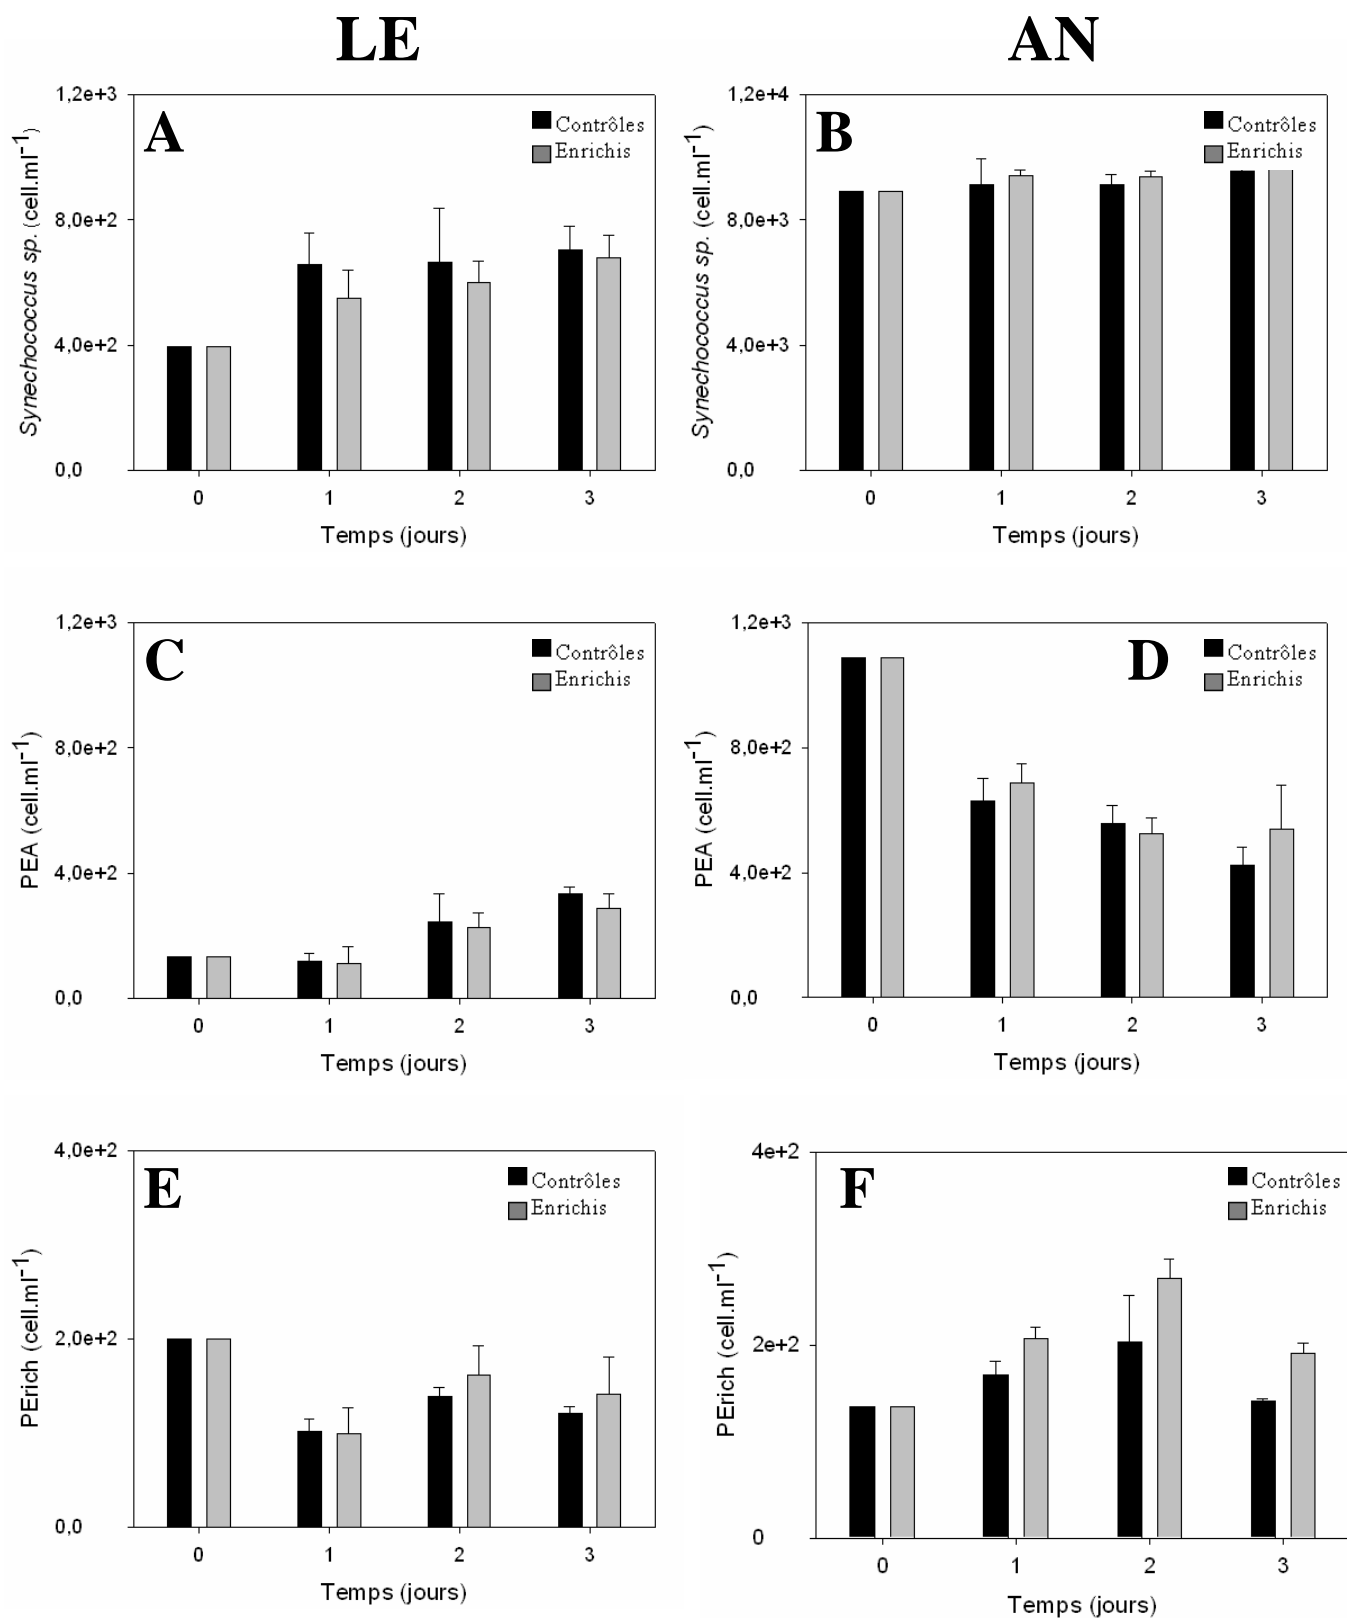 LE
AN
A
Contrôles
Enrichis
1,2e+3
8,0e+2
4,0e+2
0,0
Synechococcus sp. (cell.ml-1)
0 1 2 3
Temps (jours)
B
Contrôles
Enrichis
1,2e+4
8,0e+3
4,0e+3
0,0
Synechococcus sp. (cell.ml-1)
0 1 2 3
Temps (jours)
C
Contrôles
Enrichis
1,2e+3
8,0e+2
4,0e+2
0,0
PEA (cell.ml-1)
0 1 2 3
Temps (jours)
D
Contrôles
Enrichis
1,2e+3
8,0e+2
4,0e+2
0,0
PEA (cell.ml-1)
0 1 2 3
Temps (jours)
E
Contrôles
Enrichis
4,0e+2
2,0e+2
0,0
PErich (cell.ml-1)
0 1 2 3
Temps (jours)
F
Contrôles
Enrichis
4e+2
2e+2
0
PErich (cell.ml-1)
0 1 2 3
Temps (jours)